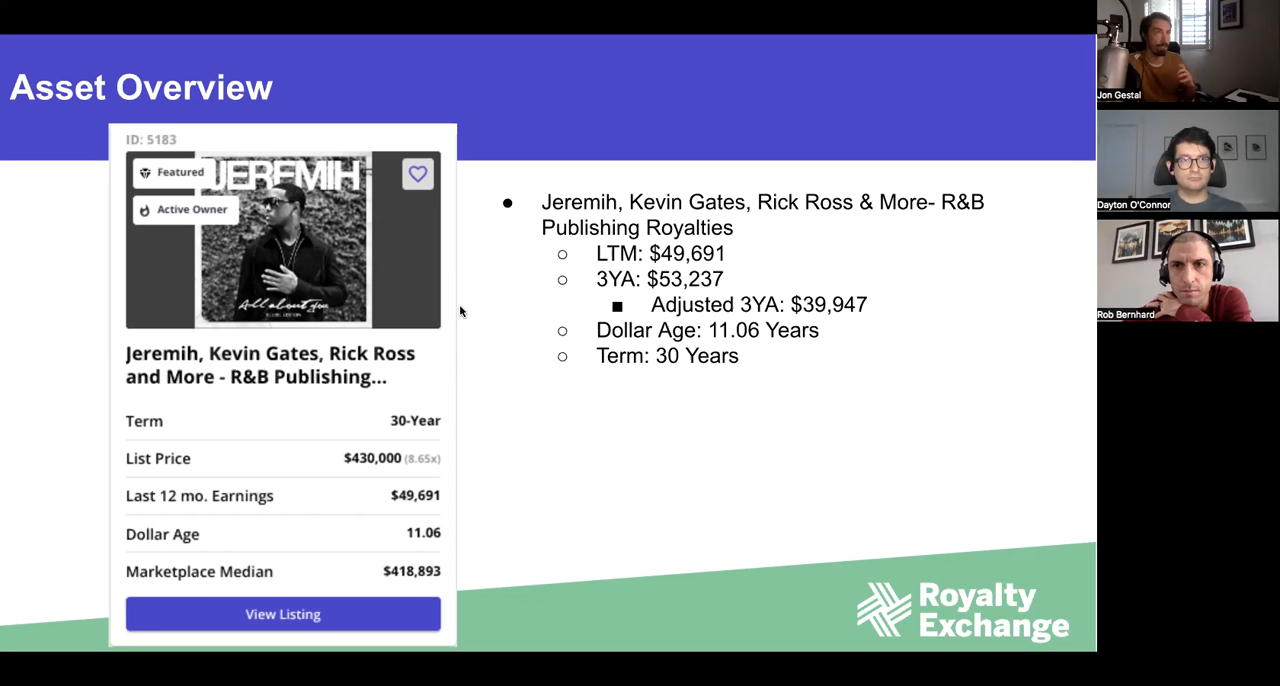 Asset Overview
ID: 5183
Featured
JEREMIH
Active Owner
All about you
Jeremih, Kevin Gates, Rick Ross
and More - R&B Publishing...
Term 30-Year
List Price $430,000 (8.65x)
Last 12 mo. Earnings $49,691
Dollar Age 11.06
Marketplace Median $418,893
View Listing
● Jeremih, Kevin Gates, Rick Ross & More- R&B
Publishing Royalties
○ LTM: $49,691
○ 3YA: $53,237
■ Adjusted 3YA: $39,947
○ Dollar Age: 11.06 Years
○ Term: 30 Years
Royalty
Exchange
Jon Gestal
Dayton O'Connor
Rob Bernhard